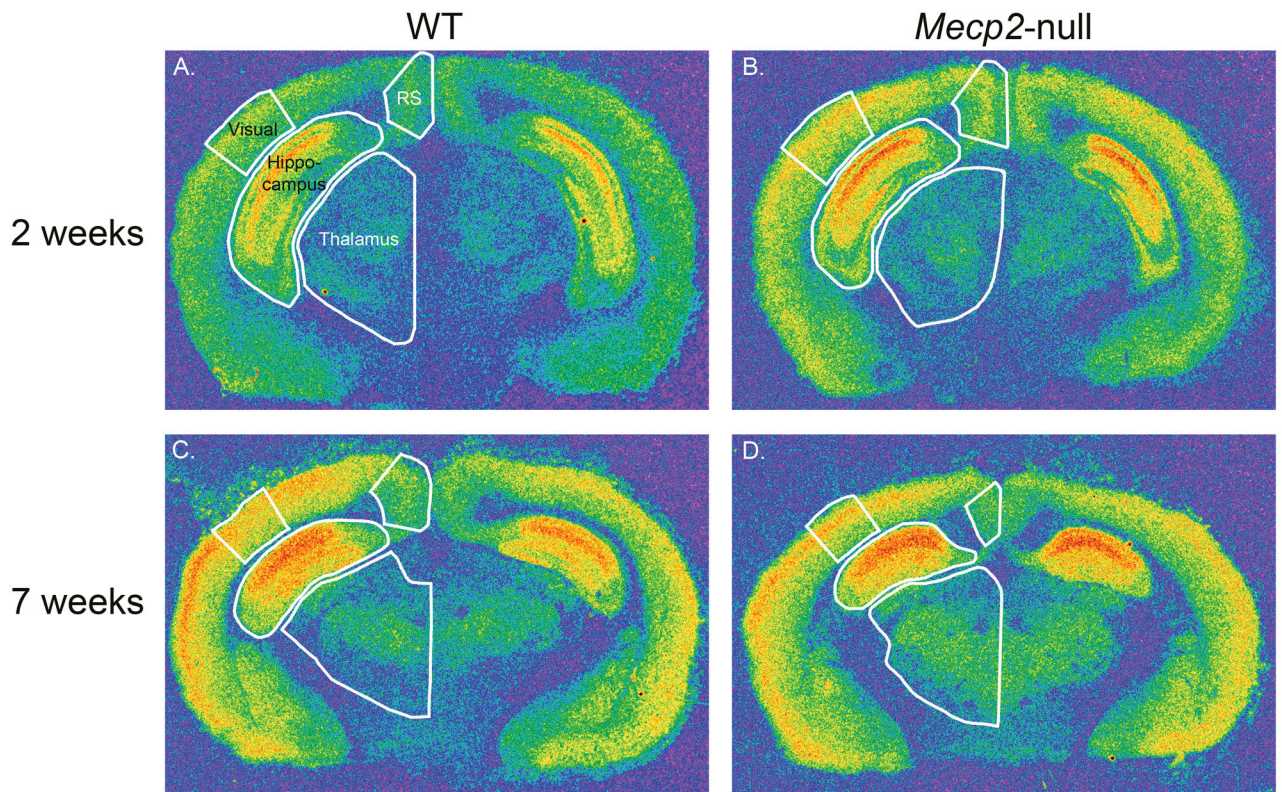 WT
Mecp2-null
2 weeks
A.
RS
Visual
Hippo-
campus
Thalamus
B.
7 weeks
C.
D.